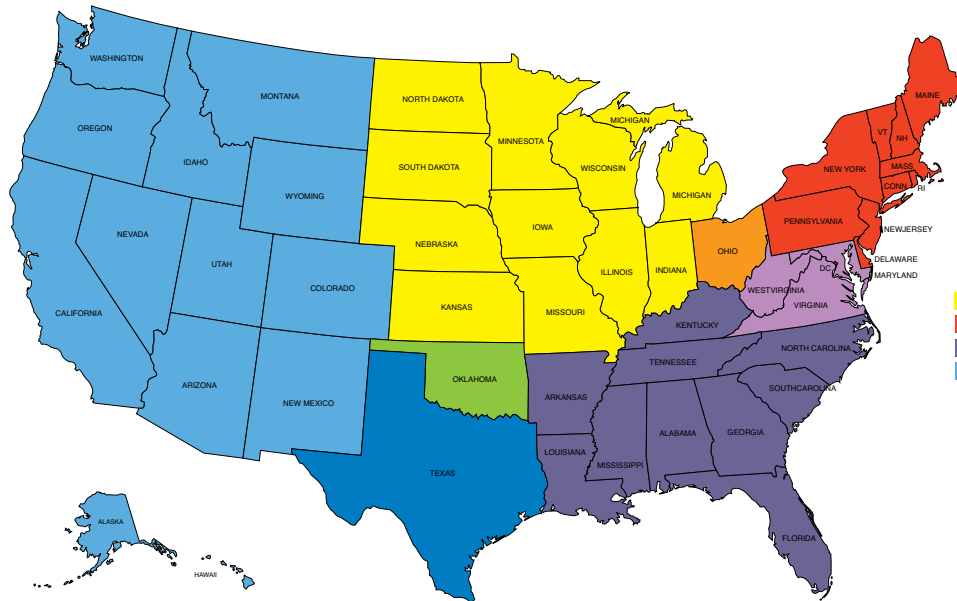 WASHINGTON
MONTANA
NORTH DAKOTA
MINNESOTA
MICHIGAN
MAINE
OREGON
IDAHO
SOUTH DAKOTA
WISCONSIN
MICHIGAN
NEW YORK
VT
NH
MASS
CONN
RI
WYOMING
NEVADA
UTAH
COLORADO
NEBRASKA
IOWA
ILLINOIS
INDIANA
OHIO
PENNSYLVANIA
NEWJERSEY
DELAWARE
MARYLAND
DC
WESTVIRGINIA
VIRGINIA
CALIFORNIA
KANSAS
MISSOURI
KENTUCKY
NORTH CAROLINA
TENNESSEE
SOUTHCAROLINA
ARIZONA
NEW MEXICO
OKLAHOMA
ARKANSAS
TEXAS
LOUISIANA
MISSISSIPPI
ALABAMA
GEORGIA
FLORIDA
ALASKA
HAWAII